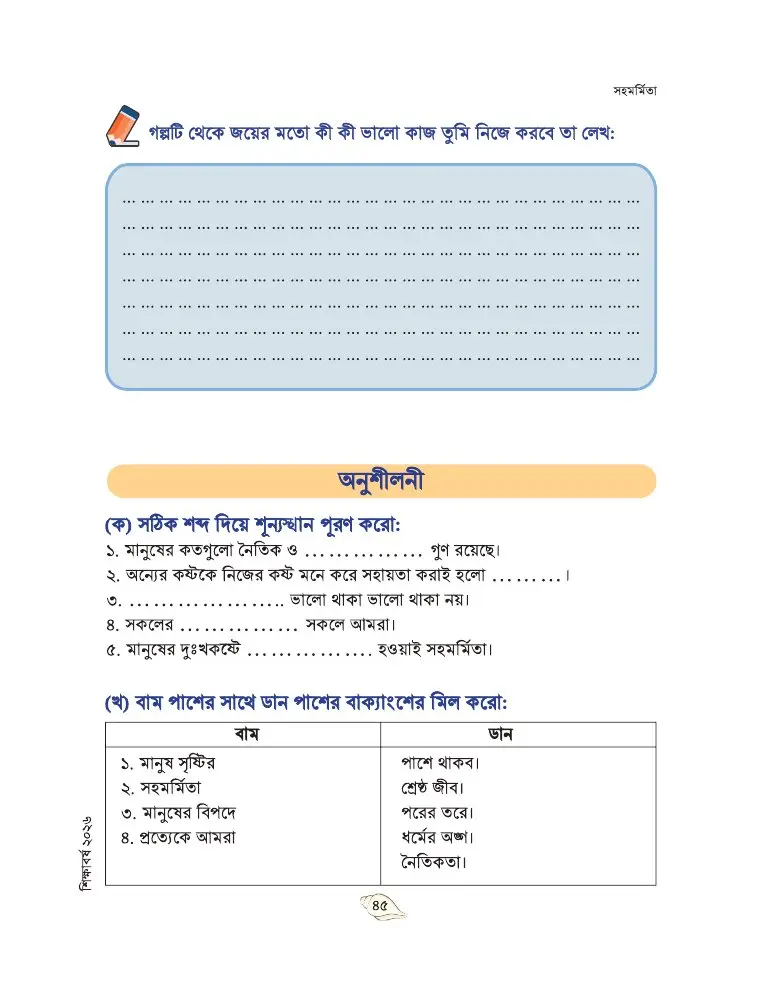 সহমর্মিতা
গল্পটি থেকে জয়ের মতো কী কী ভালো কাজ তুমি নিজে করবে তা লেখ:
... ... ... ... ... ... ... ... ... ... ... ... ... ... ... ... ... ... ... ... ... ... ... ... ... ... ... ...
... ... ... ... ... ... ... ... ... ... ... ... ... ... ... ... ... ... ... ... ... ... ... ... ... ... ... ...
... ... ... ... ... ... ... ... ... ... ... ... ... ... ... ... ... ... ... ... ... ... ... ... ... ... ... ...
... ... ... ... ... ... ... ... ... ... ... ... ... ... ... ... ... ... ... ... ... ... ... ... ... ... ... ...
... ... ... ... ... ... ... ... ... ... ... ... ... ... ... ... ... ... ... ... ... ... ... ... ... ... ... ...
... ... ... ... ... ... ... ... ... ... ... ... ... ... ... ... ... ... ... ... ... ... ... ... ... ... ... ...
... ... ... ... ... ... ... ... ... ... ... ... ... ... ... ... ... ... ... ... ... ... ... ... ... ... ... ...
অনুশীলনী
(ক) সঠিক শব্দ দিয়ে শূন্যস্থান পূরণ করো:
১. মানুষের কতগুলো নৈতিক ও ............... গুণ রয়েছে।
২. অন্যের কষ্টকে নিজের কষ্ট মনে করে সহায়তা করাই হলো .........।
৩. .................... ভালো থাকা ভালো থাকা নয়।
৪. সকলের ............... সকলে আমরা।
৫. মানুষের দুঃখকষ্টে ................ হওয়াই সহমর্মিতা।
(খ) বাম পাশের সাথে ডান পাশের বাক্যাংশের মিল করো:
বাম ডান
১. মানুষ সৃষ্টির পাশে থাকব।
২. সহমর্মিতা শ্রেষ্ঠ জীব।
৩. মানুষের বিপদে পরের তরে।
৪. প্রত্যেকে আমরা ধর্মের অঙ্গ।
নৈতিকতা।
শিক্ষাবর্ষ ২০২৬
৪৫